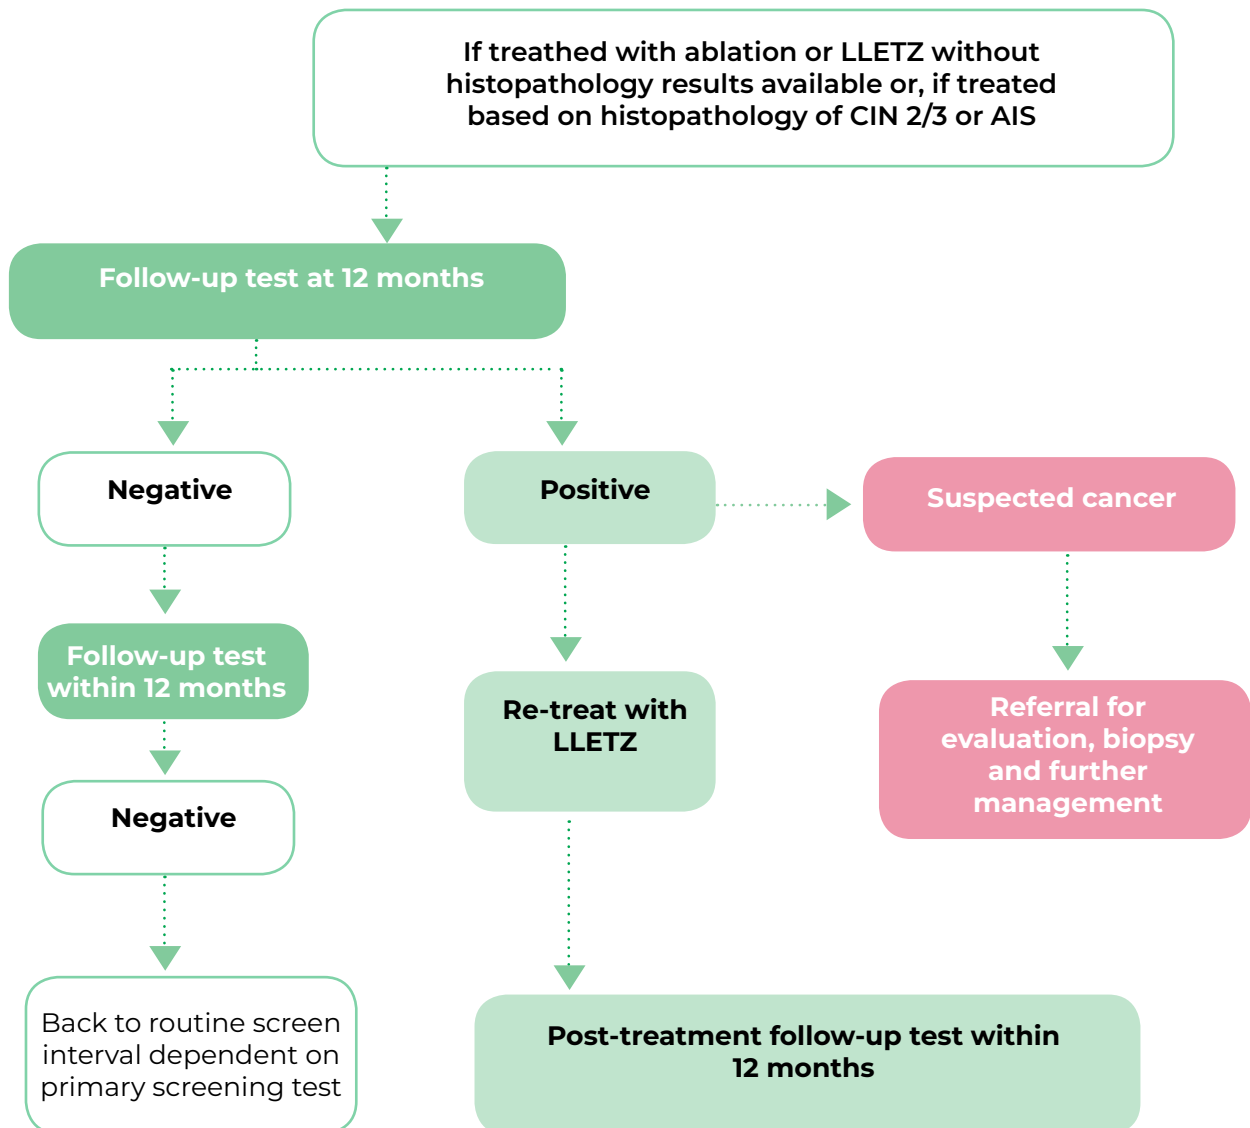 If treathed with ablation or LLETZ without
histopathology results available or, if treated
based on histopathology of CIN 2/3 or AIS
Follow-up test at 12 months
Negative
Positive
Suspected cancer
Follow-up test
within 12 months
Re-treat with
LLETZ
Referral for
evaluation, biopsy
and further
management
Negative
Back to routine screen
interval dependent on
primary screening test
Post-treatment follow-up test within
12 months